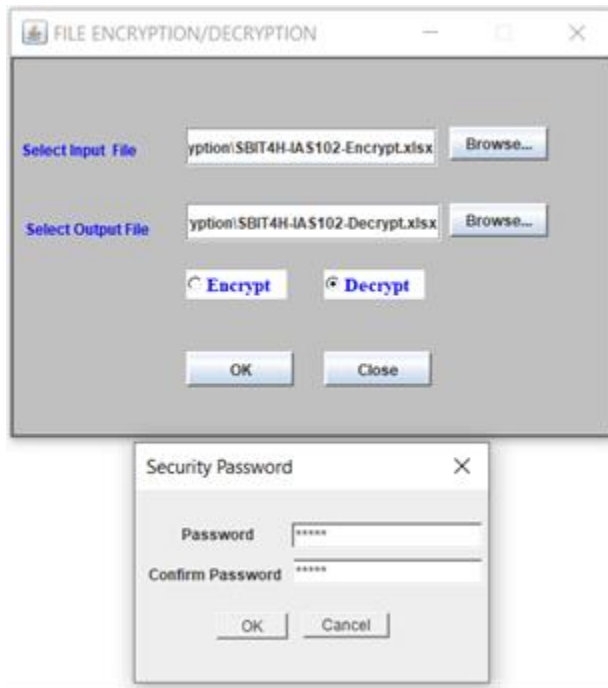 FILE ENCRYPTION/DECRYPTION
Select Input File
yption\SBIT4H-IAS102-Encrypt.xlsx
Browse...
Select Output File
yption\SBIT4H-IAS102-Decrypt.xlsx
Browse...
Encrypt
Decrypt
OK
Close
Security Password
Password
*****
Confirm Password
*****
OK
Cancel